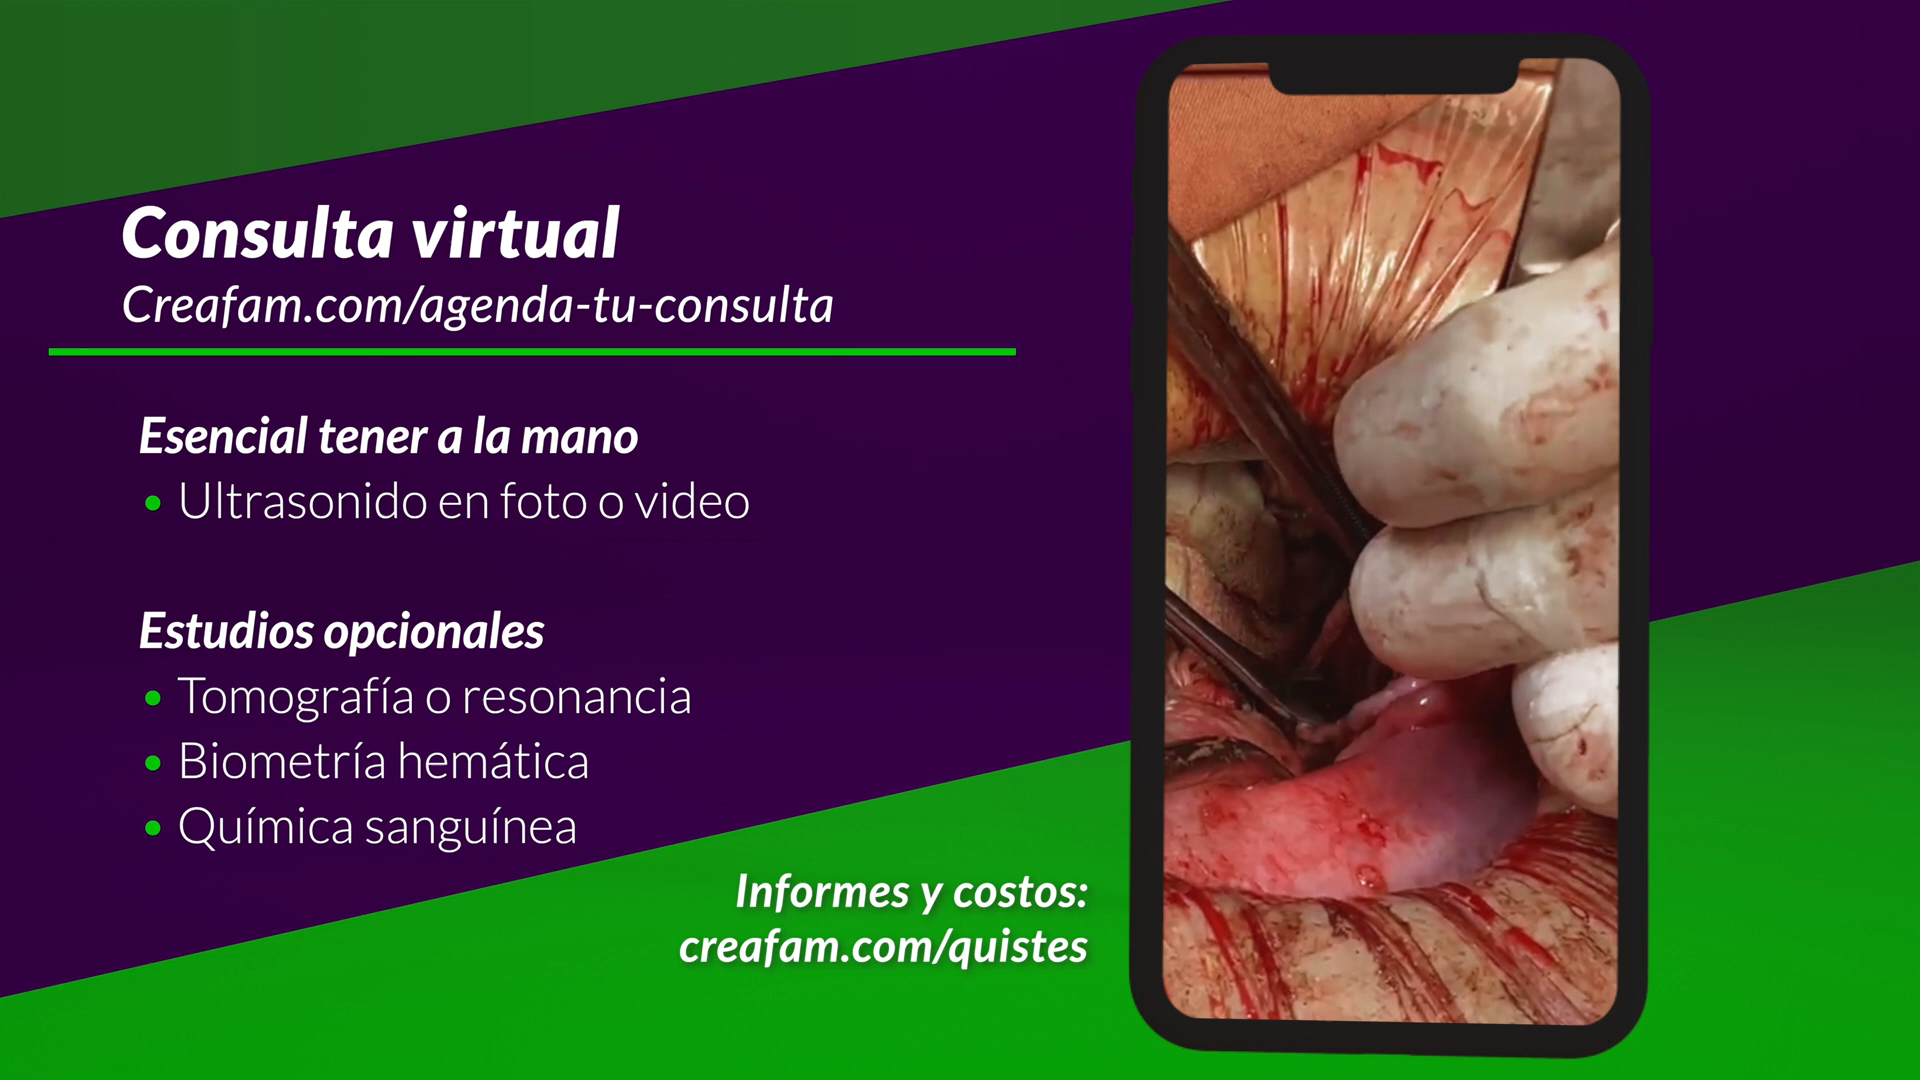 Consulta virtual
Creafam.com/agenda-tu-consulta
Esencial tener a la mano
• Ultrasonido en foto o video
Estudios opcionales
• Tomografía o resonancia
• Biometría hemática
• Química sanguínea
Informes y costos:
creafam.com/quistes